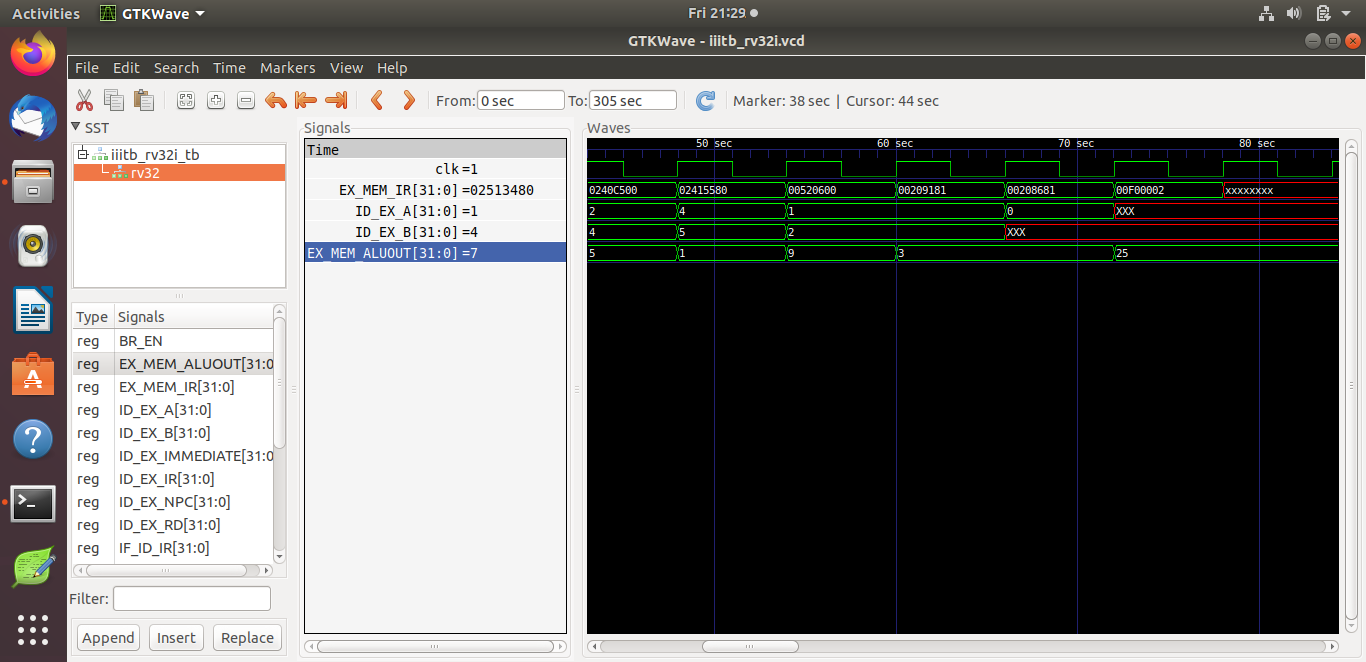 Activities GTKWave Fri 21:29
GTKWave - iiitb_rv32i.vcd
File Edit Search Time Markers View Help
From: 0 sec To: 305 sec Marker: 38 sec | Cursor: 44 sec
SST
iiitb_rv32i_tb
rv32
Type Signals
reg BR_EN
reg EX_MEM_ALUOUT[31:0
reg EX_MEM_IR[31:0]
reg ID_EX_A[31:0]
reg ID_EX_B[31:0]
reg ID_EX_IMMEDIATE[31:0
reg ID_EX_IR[31:0]
reg ID_EX_NPC[31:0]
reg ID_EX_RD[31:0]
reg IF_ID_IR[31:0]
Filter:
Append Insert Replace
Signals
Time
clk =1
EX_MEM_IR[31:0] =02513480
ID_EX_A[31:0] =1
ID_EX_B[31:0] =4
EX_MEM_ALUOUT[31:0] =7
Waves
50 sec 60 sec 70 sec 80 sec
0240C500 02415580 00520600 00209181 00208681 00F00002 xxxxxxxx
2 4 1 0 XXX
4 5 2 XXX
5 1 9 3 25